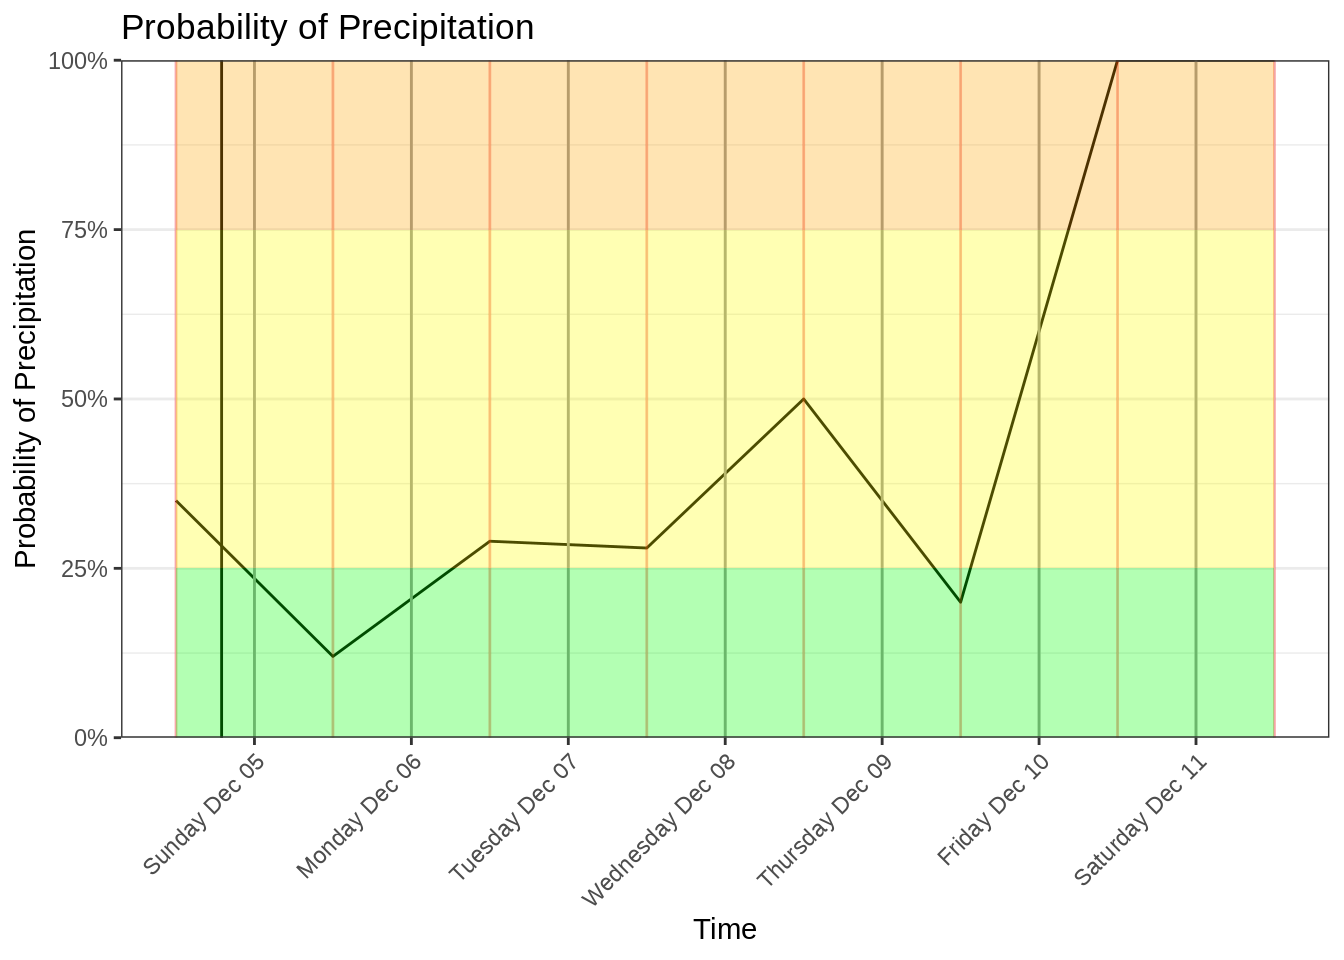 Probability of Precipitation
Probability of Precipitation
100%
75%
50%
25%
0%
Sunday Dec 05
Monday Dec 06
Tuesday Dec 07
Wednesday Dec 08
Thursday Dec 09
Friday Dec 10
Saturday Dec 11
Time